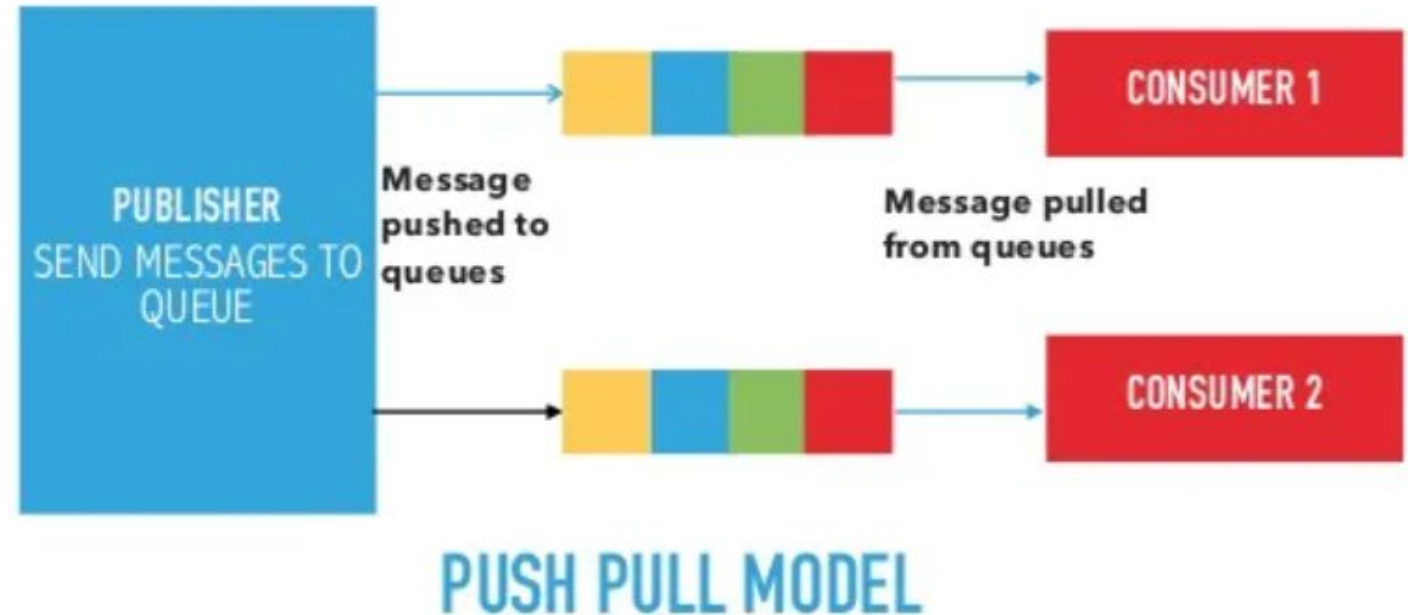 PUBLISHER
SEND MESSAGES TO
QUEUE
Message
pushed to
queues
CONSUMER 1
Message pulled
from queues
CONSUMER 2
PUSH PULL MODEL